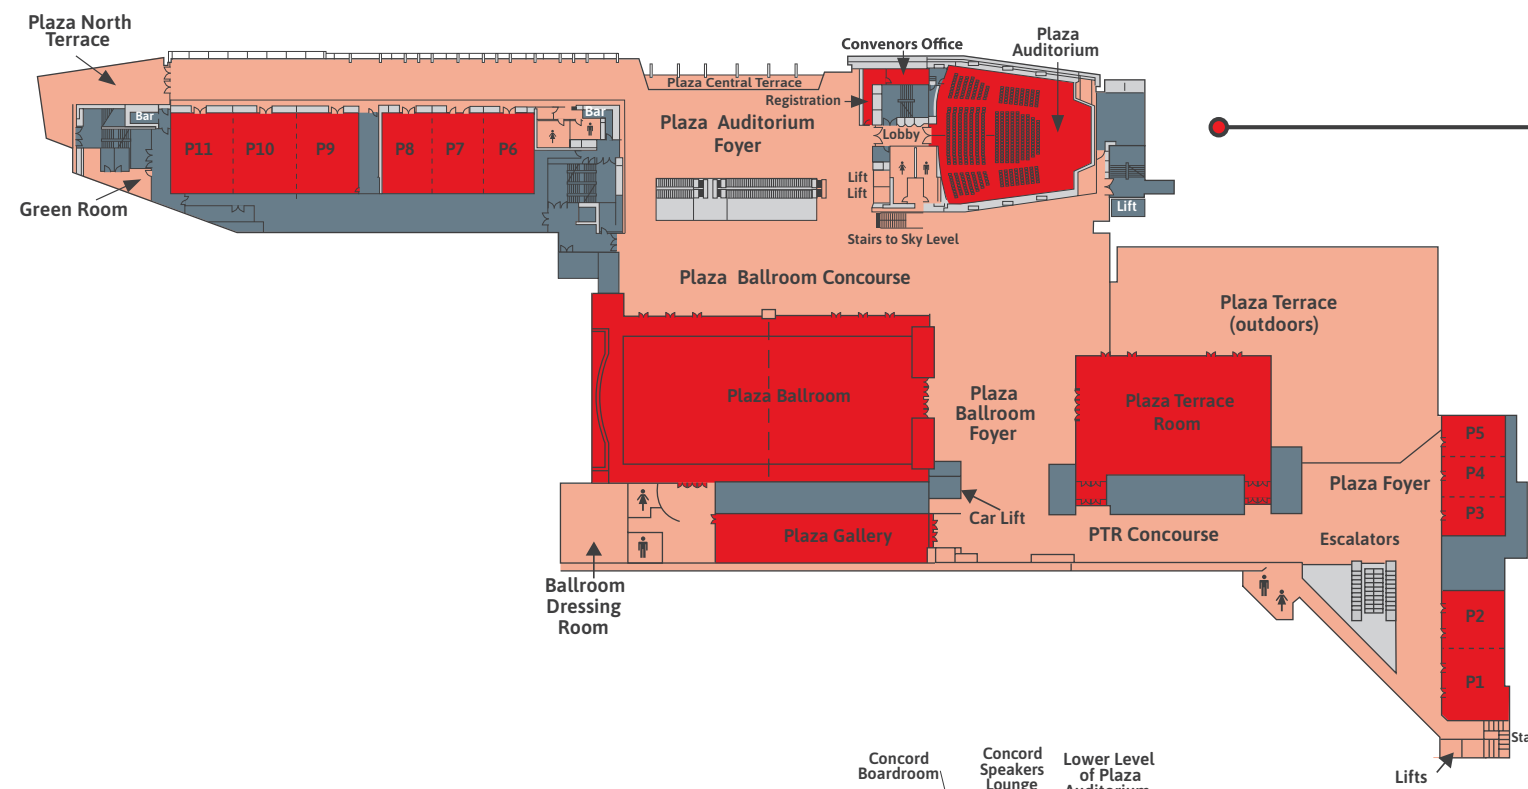 Plaza North
Terrace
Convenors Office
Plaza
Auditorium
Plaza Central Terrace
Registration
Bar
Bar
Plaza Auditorium
Foyer
Lobby
P11
P10
P9
P8
P7
P6
Lift
Lift
Lift
Green Room
Stairs to Sky Level
Plaza Ballroom Concourse
Plaza Terrace
(outdoors)
Plaza Ballroom
Plaza
Ballroom
Foyer
Plaza Terrace
Room
P5
P4
P3
Plaza Foyer
Car Lift
Plaza Gallery
PTR Concourse
Escalators
Ballroom
Dressing
Room
P2
P1
Sta
Lifts
Concord
Boardroom
Concord
Speakers
Lounge
Lower Level
of Plaza
Auditorium